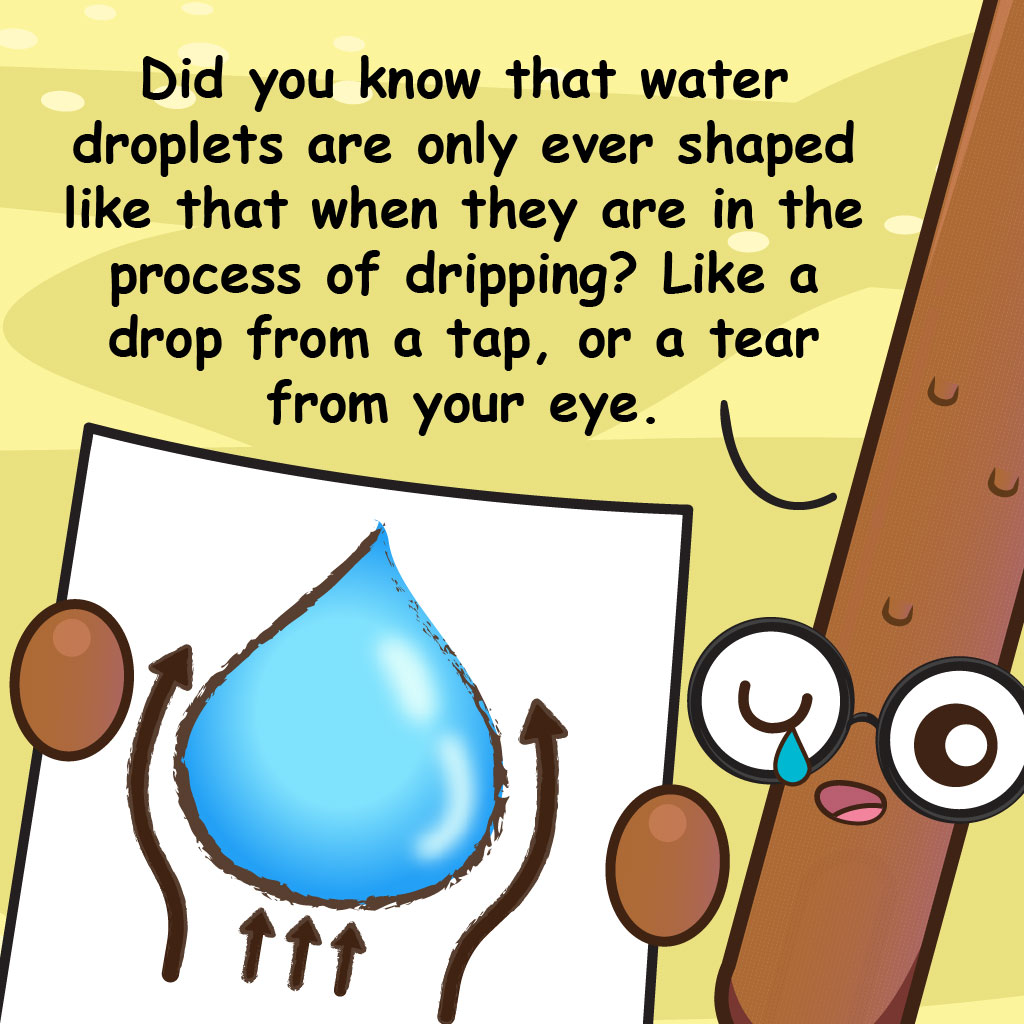 Did you know that water
droplets are only ever shaped
like that when they are in the
process of dripping? Like a
drop from a tap, or a tear
from your eye.